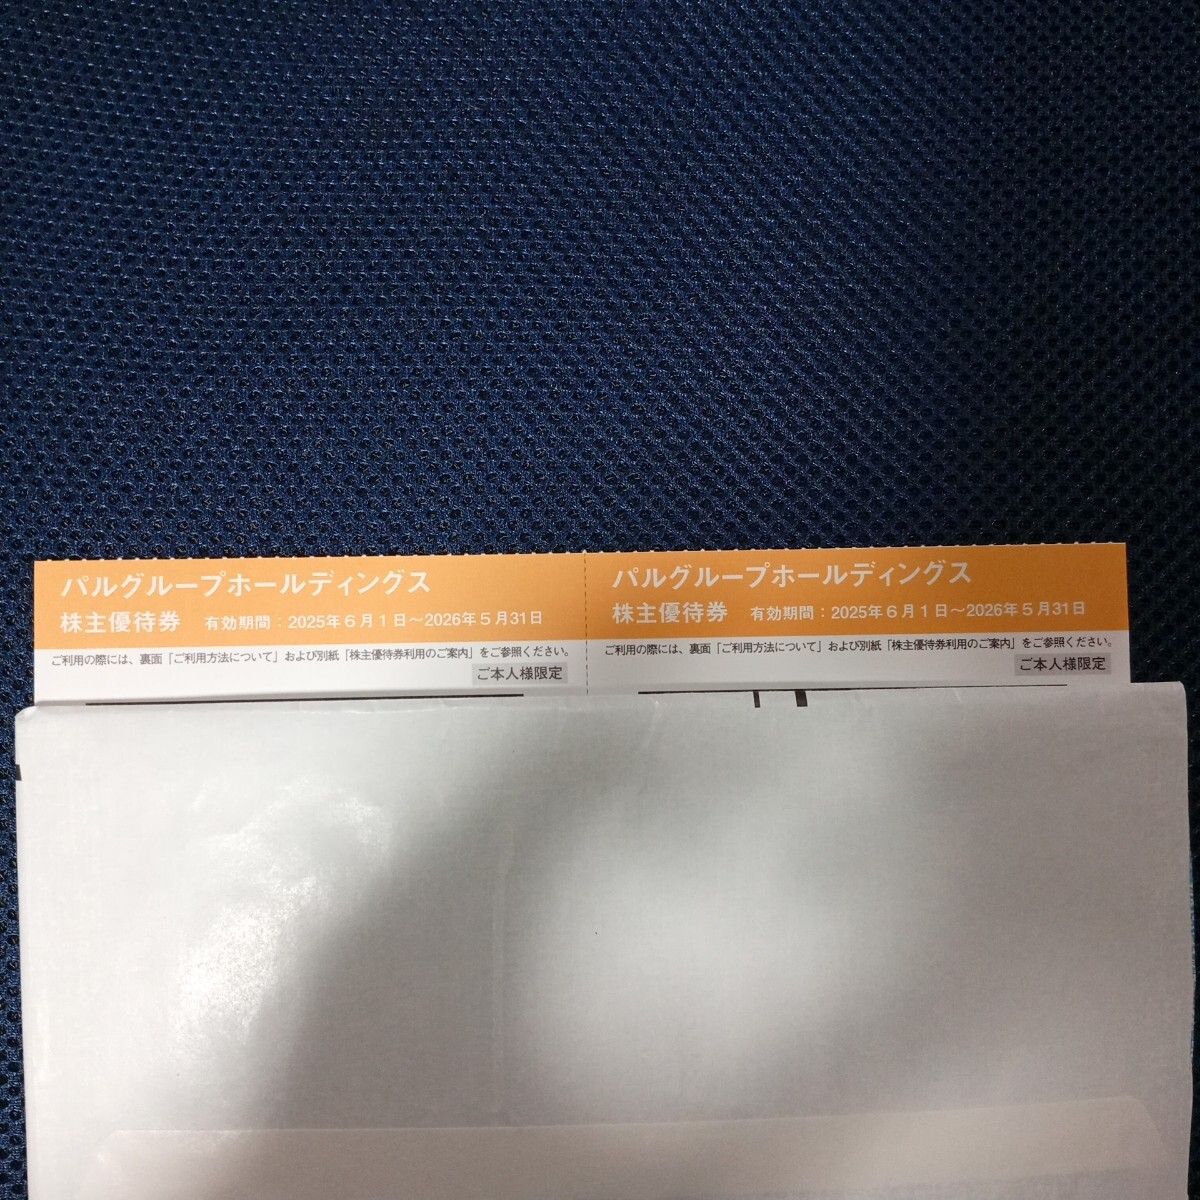 パルグループホールディングス
株主優待券 有効期間：2025年6月1日～2026年5月31日
ご利用の際には、裏面「ご利用方法について」および別紙「株主優待券利用のご案内」をご参照ください。
ご本人様限定
パルグループホールディングス
株主優待券 有効期間：2025年6月1日～2026年5月31日
ご利用の際には、裏面「ご利用方法について」および別紙「株主優待券利用のご案内」をご参照ください。
ご本人様限定